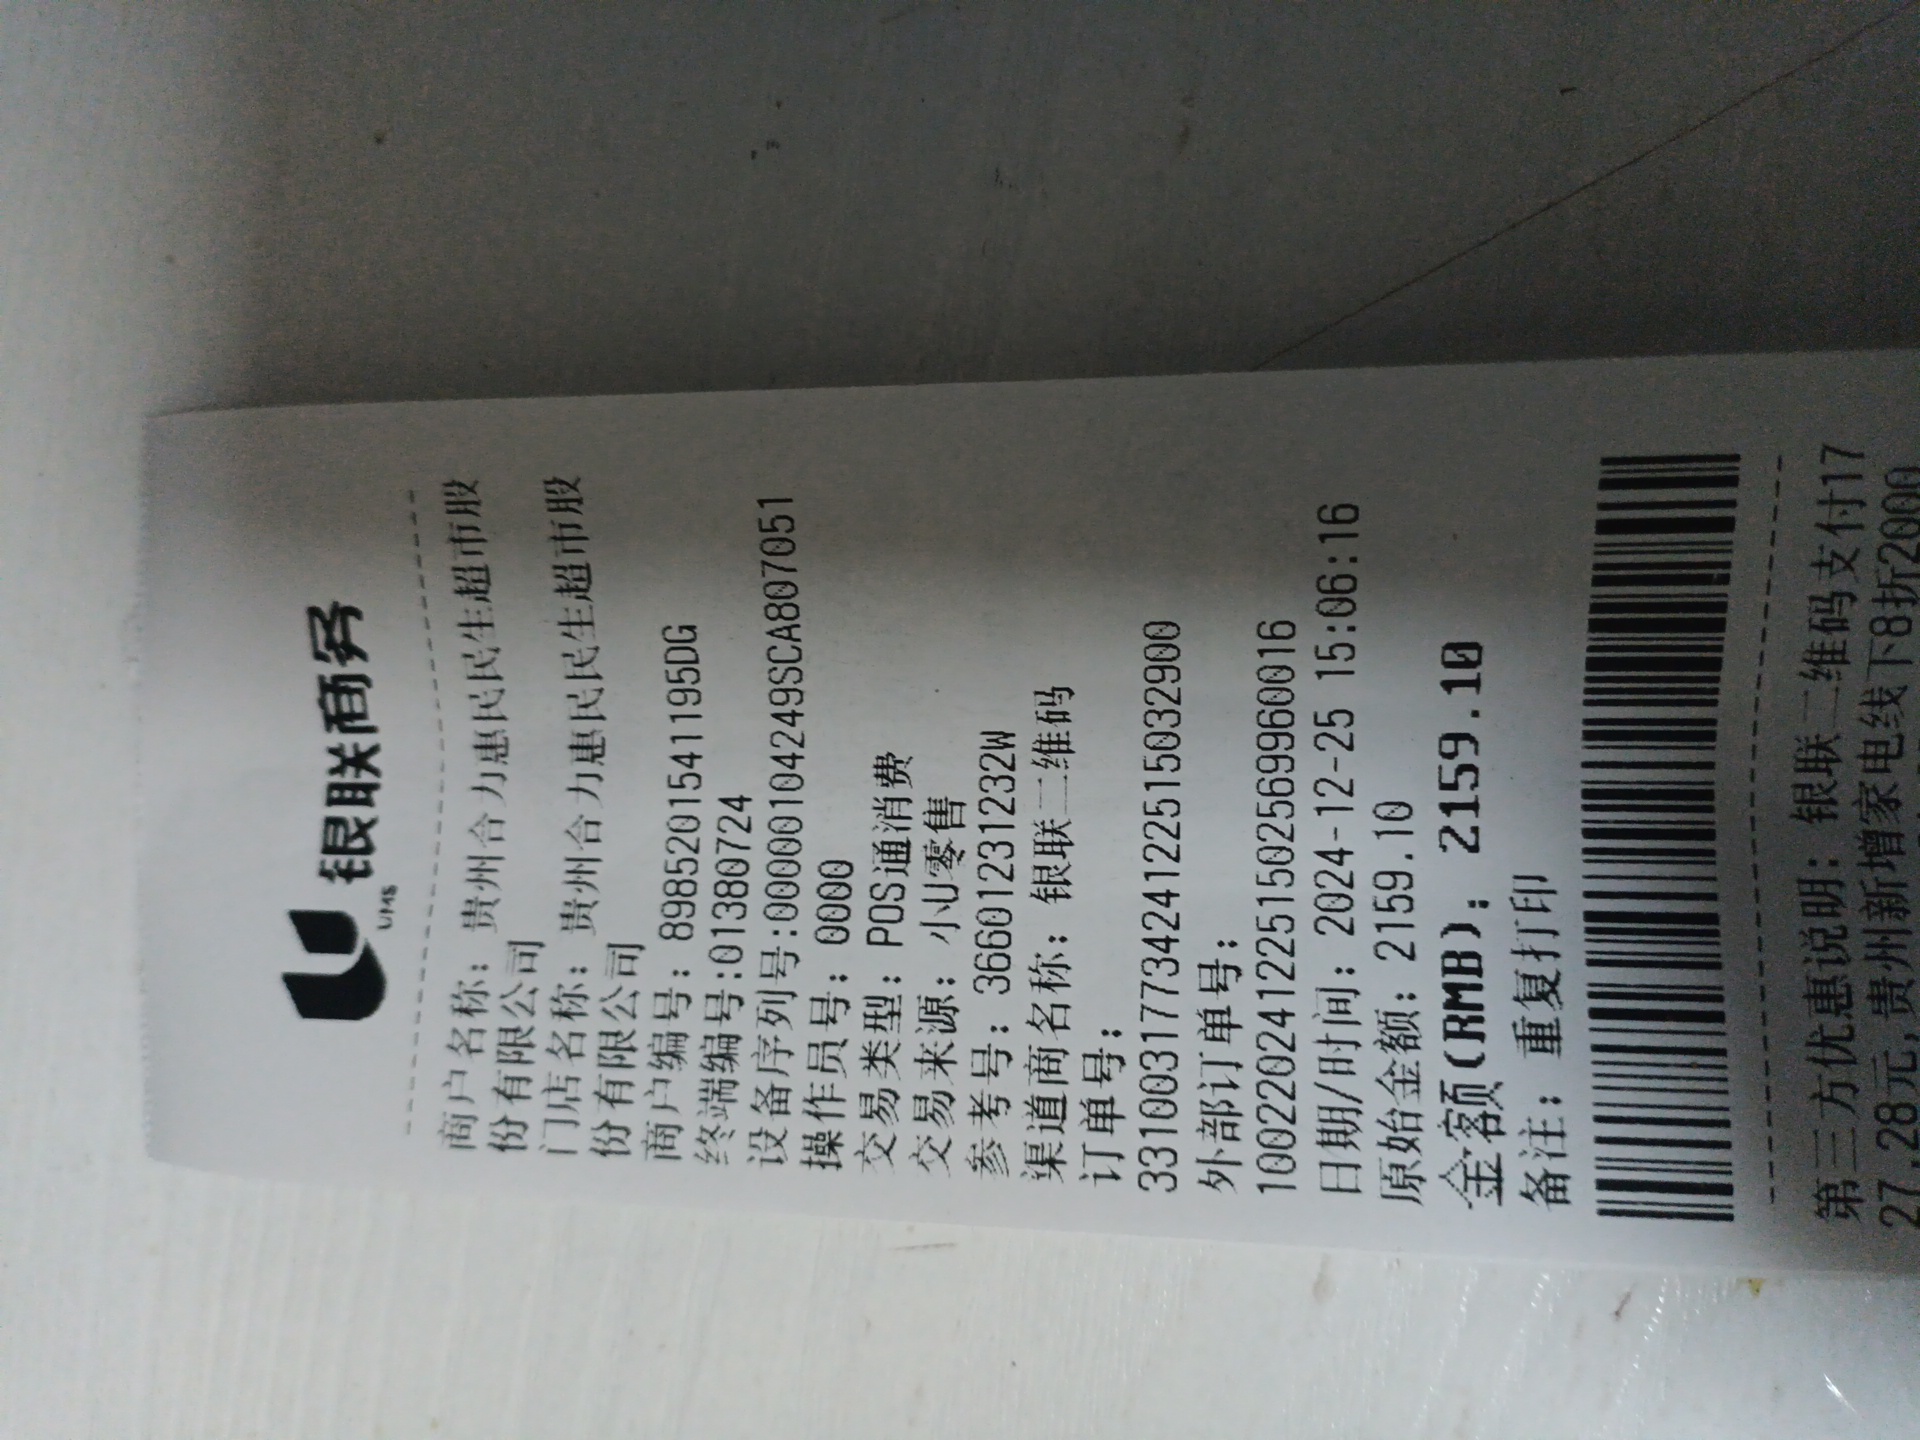 银联商务
UMS
商户名称：贵州合力惠民民生超市股
份有限公司
门店名称：贵州合力惠民民生超市股
份有限公司
商户编号：89852015411195DG
终端编号:01380724
设备序列号:00000104249SCA807051
操作员号：0000
交易类型：POS通消费
交易来源：小U零售
参考号：36601231232W
渠道商名称：银联二维码
订单号：
33100317734241225150329​00
外部订单号：
1002202412251502569960016
日期/时间：2024-12-25 15:06:16
原始金额：2159.10
金额(RMB)：2159.10
备注：重复打印
第三方优惠说明：银联二维码支付17
27.28元,贵州新增家电线下8折2000